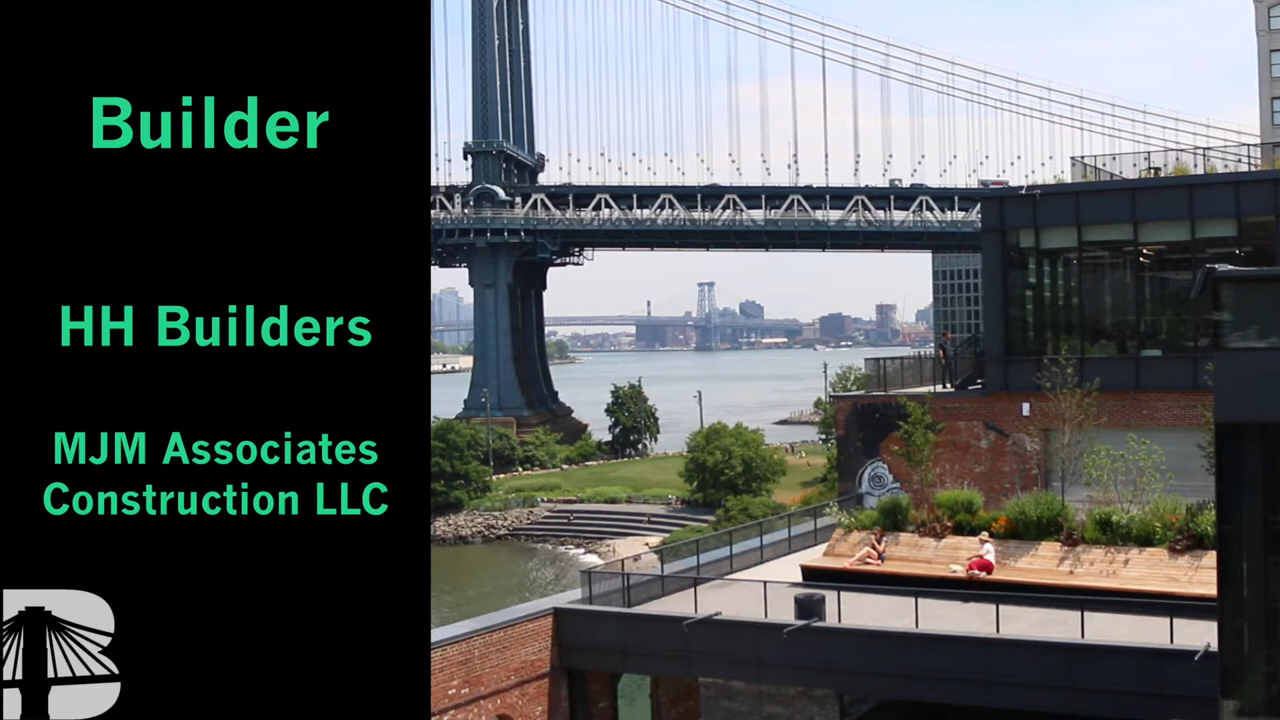 Builder
HH Builders
MJM Associates
Construction LLC
B